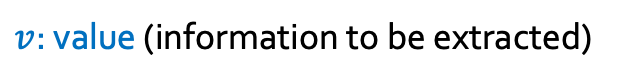 v: value (information to be extracted)